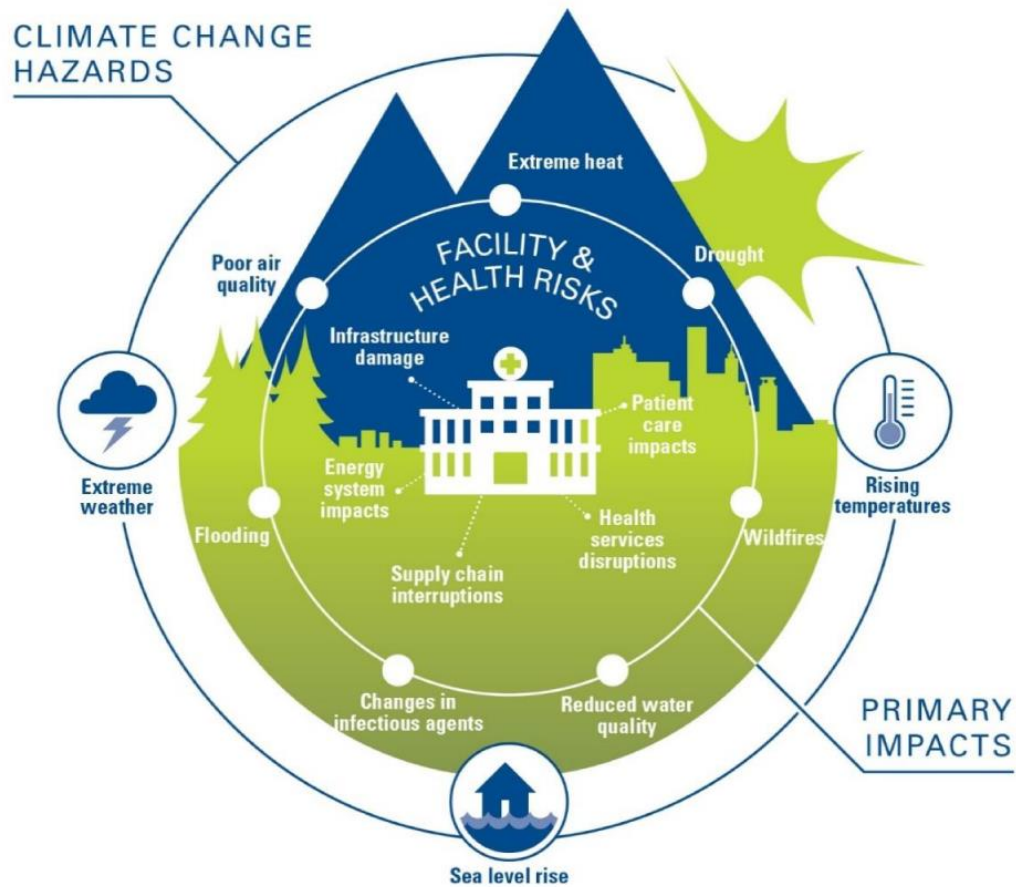 CLIMATE CHANGE
HAZARDS
Extreme heat
FACILITY &
HEALTH RISKS
Poor air
quality
Drought
Infrastructure
damage
Patient
care
impacts
Energy
system
impacts
Extreme
weather
Rising
temperatures
Flooding
Health
services
disruptions
Wildfires
Supply chain
interruptions
Changes in
infectious agents
Reduced water
quality
PRIMARY
IMPACTS
Sea level rise